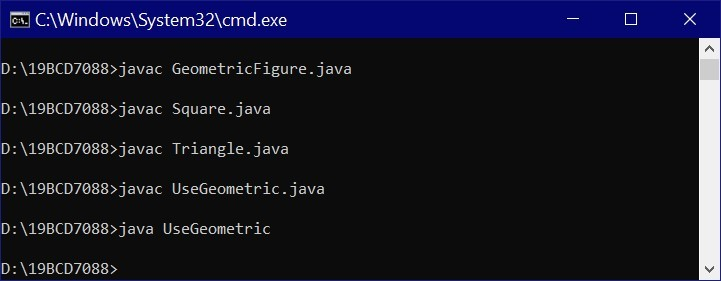 C:\Windows\System32\cmd.exe
D:\19BCD7088>javac GeometricFigure.java
D:\19BCD7088>javac Square.java
D:\19BCD7088>javac Triangle.java
D:\19BCD7088>javac UseGeometric.java
D:\19BCD7088>java UseGeometric
D:\19BCD7088>